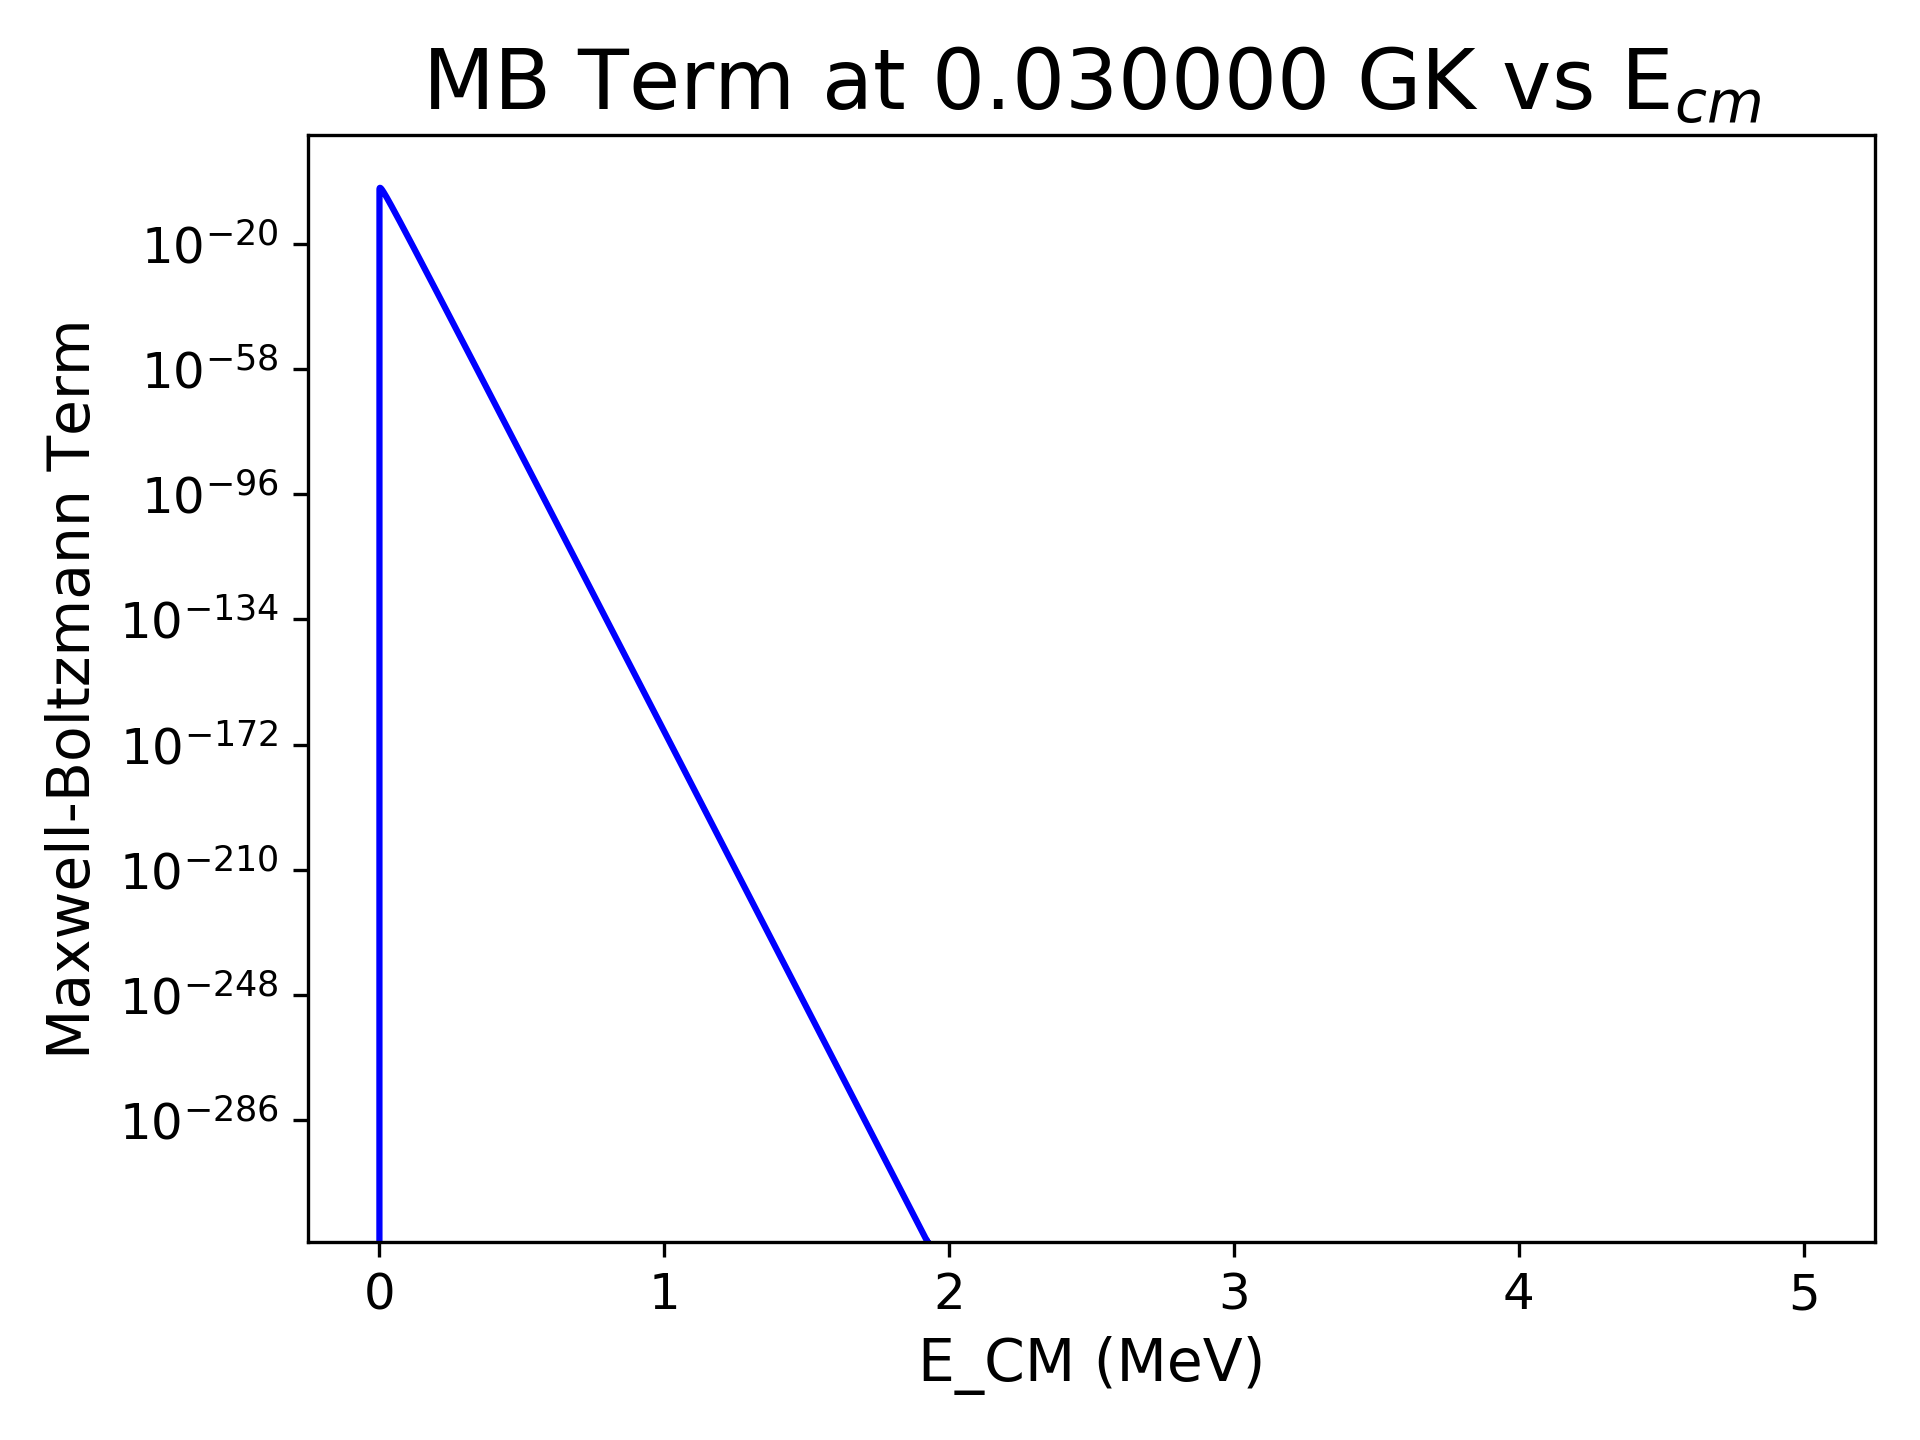 MB Term at 0.030000 GK vs E_{cm}
Maxwell-Boltzmann Term
10^{-20}
10^{-58}
10^{-96}
10^{-134}
10^{-172}
10^{-210}
10^{-248}
10^{-286}
0 1 2 3 4 5
E_CM (MeV)